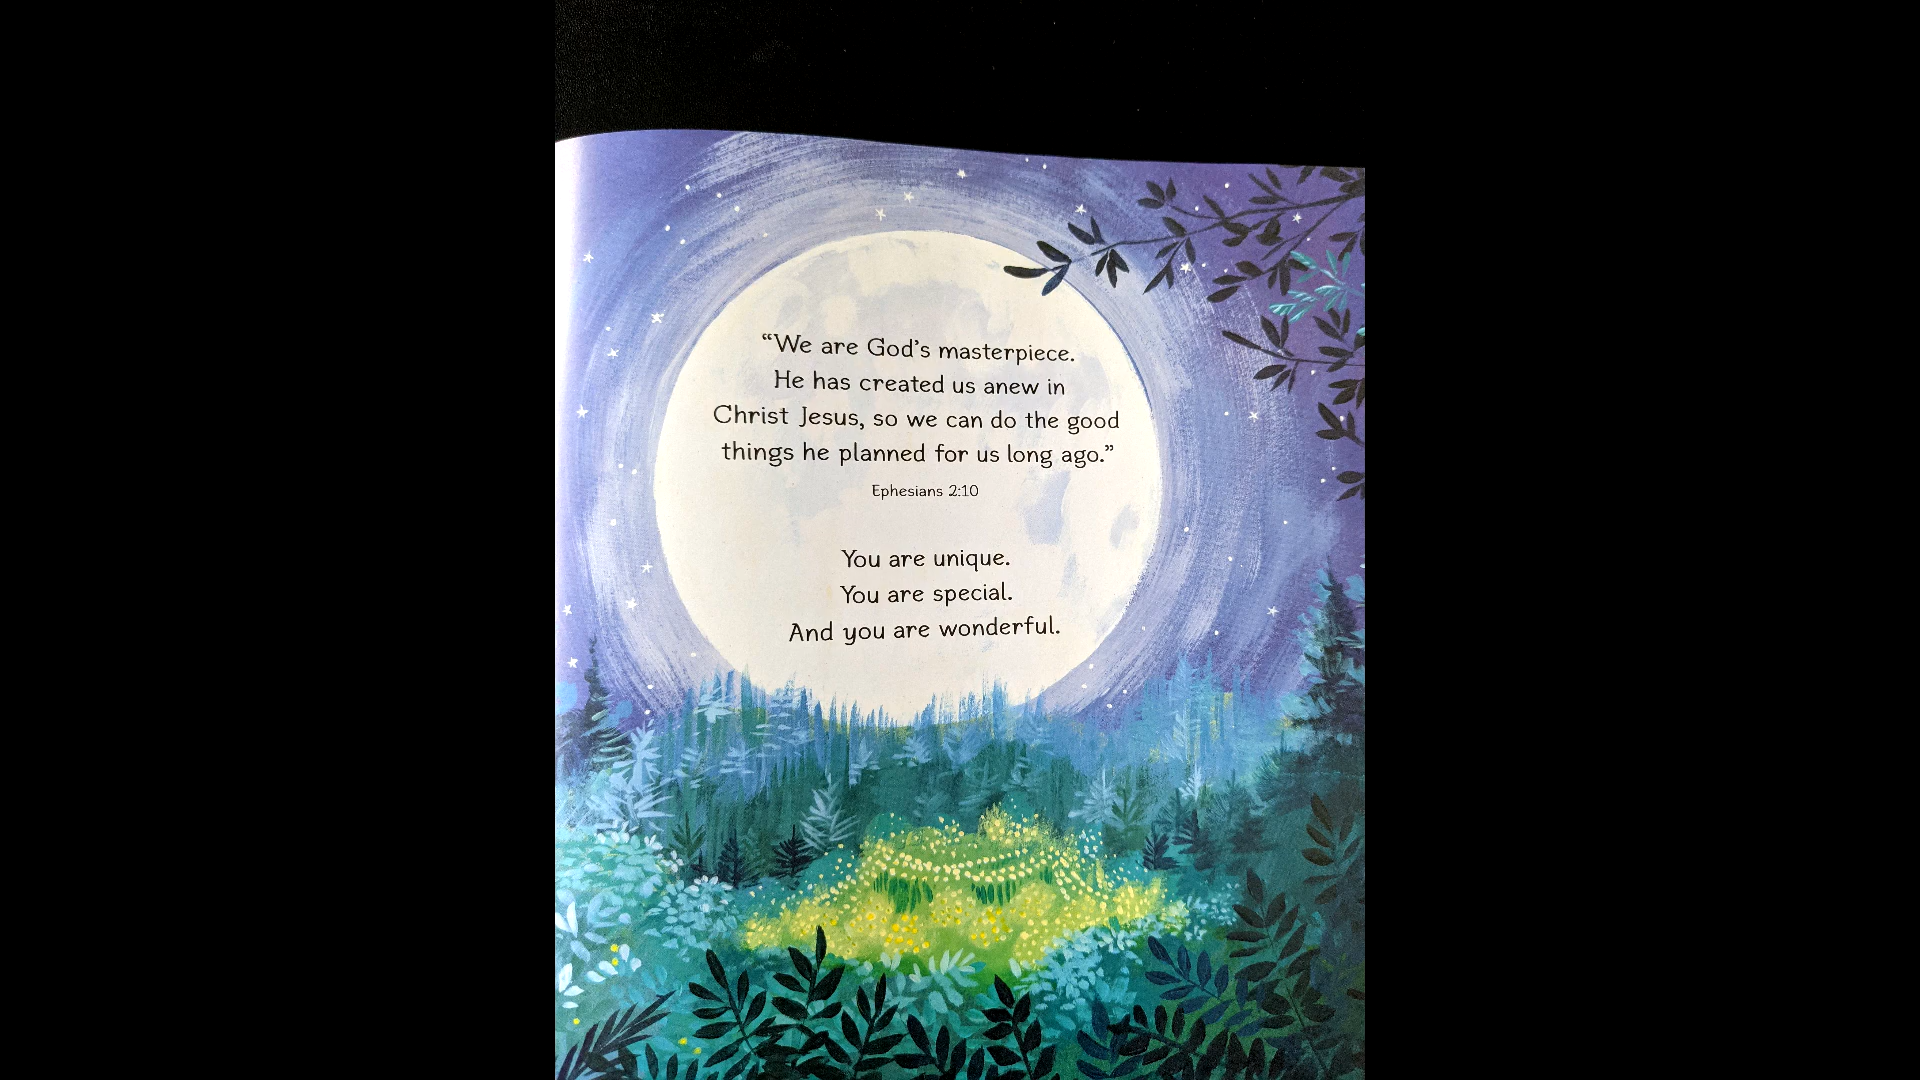 “We are God’s masterpiece.
He has created us anew in
Christ Jesus, so we can do the good
things he planned for us long ago.”
Ephesians 2:10
You are unique.
You are special.
And you are wonderful.